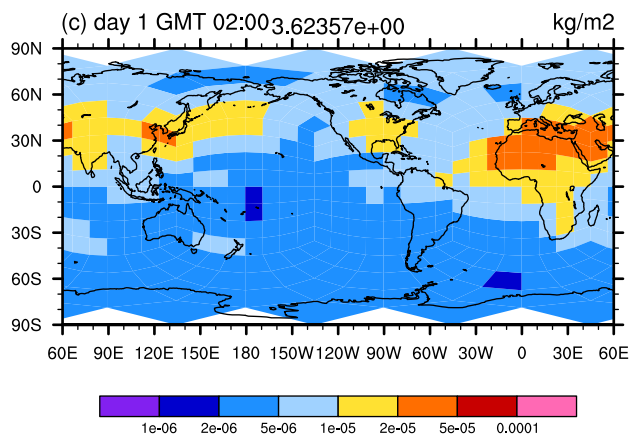 (c) day 1 GMT 02:00 3.62357e+00 kg/m2
90N
60N
30N
0
30S
60S
90S
60E 90E 120E 150E 180 150W 120W 90W 60W 30W 0 30E 60E
1e-06 2e-06 5e-06 1e-05 2e-05 5e-05 0.0001